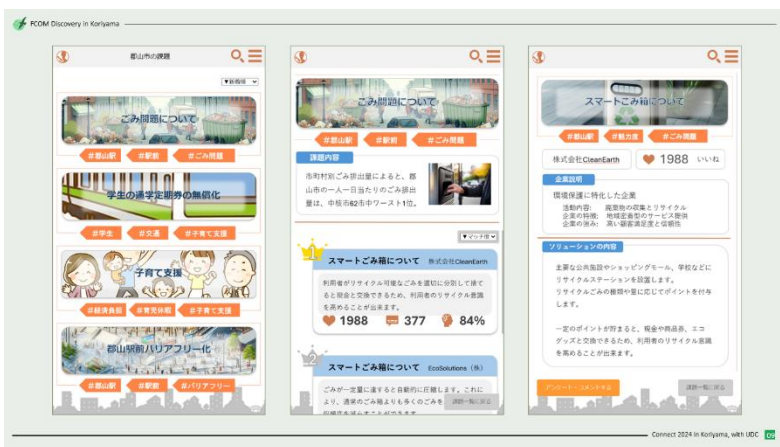 FCOM Discovery in Koriyama
郡山市の課題
▼新着順
ごみ問題について
#郡山駅 #駅前 #ごみ問題
学生の通学定期券の無償化
#学生 #交通 #子育て支援
子育て支援
#経済負担 #育児休暇 #子育て支援
郡山駅前バリアフリー化
#郡山駅 #駅前 #バリアフリー
ごみ問題について
#郡山駅 #駅前 #ごみ問題
課題内容
市町村別ごみ排出量によると、郡
山市の一人一日当たりのごみ排出
量は、中核市62市中ワースト1位。
▼マッチ度
1
スマートごみ箱について 株式会社CleanEarth
利用者がリサイクル可能なごみを適切に分別して捨て
ると現金と交換できるため、利用者のリサイクル意識
を高めることが出来ます。
1988 377 84%
2
スマートごみ箱について EcoSolutions（株）
ごみが一定量に達すると自動的に圧縮します。これに
より、通常のごみ箱よりも多くのごみを
課題一覧に戻る
スマートごみ箱について
#郡山駅 #魅力度 #ごみ問題
株式会社CleanEarth
1988 いいね
企業説明
環境保護に特化した企業
活動内容: 廃棄物の収集とリサイクル
企業の特徴: 地域定着型のサービス提供
企業の強み: 高い顧客満足度と信頼性
ソリューションの内容
主要な公共施設やショッピングモール、学校などに
リサイクルステーションを設置します。
リサイクルごみの種類や量に応じてポイントを付与
します。
一定のポイントが貯まると、現金や商品券、エコ
グッズと交換できるため、利用者のリサイクル意識
を高めることが出来ます。
アンケート・コメントする
課題一覧に戻る
Connect 2024 in Koriyama, with UDC 09